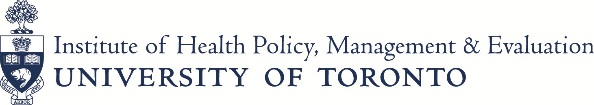 Institute of Health Policy, Management & Evaluation
UNIVERSITY OF TORONTO